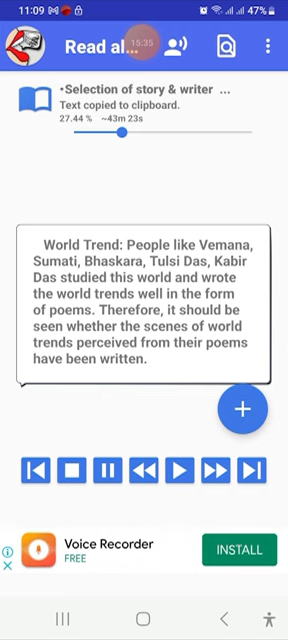 11:09
47%
Read al...
15:35
•Selection of story & writer ...
Text copied to clipboard.
27.44 % ~43m 23s
World Trend: People like Vemana,
Sumati, Bhaskara, Tulsi Das, Kabir
Das studied this world and wrote
the world trends well in the form
of poems. Therefore, it should be
seen whether the scenes of world
trends perceived from their poems
have been written.
Voice Recorder
FREE
INSTALL